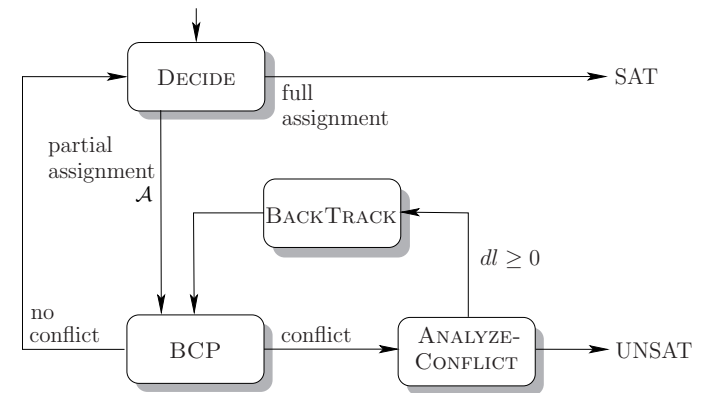 DECIDE
SAT
full
assignment
partial
assignment
𝒜
BACKTRACK
dl ≥ 0
no
conflict
BCP
conflict
ANALYZE-
CONFLICT
UNSAT